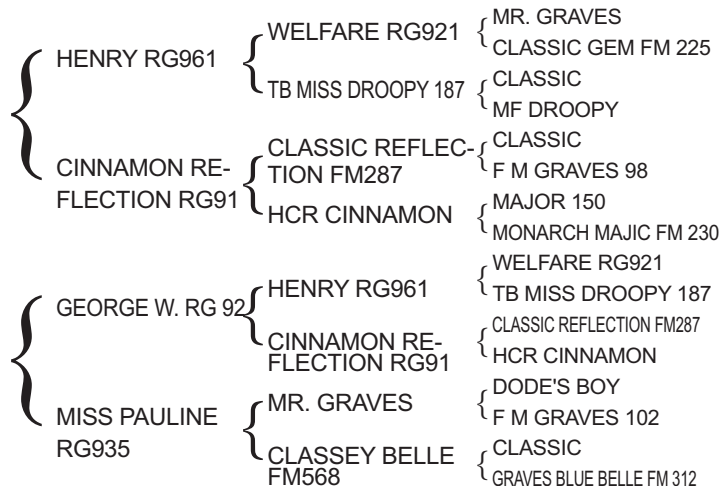 HENRY RG961
CINNAMON RE-
FLECTION RG91
WELFARE RG921
TB MISS DROOPY 187
CLASSIC REFLEC-
TION FM287
HCR CINNAMON
MR. GRAVES
CLASSIC GEM FM 225
CLASSIC
MF DROOPY
CLASSIC
F M GRAVES 98
MAJOR 150
MONARCH MAJIC FM 230
GEORGE W. RG 92
MISS PAULINE
RG935
HENRY RG961
CINNAMON RE-
FLECTION RG91
MR. GRAVES
CLASSEY BELLE
FM568
WELFARE RG921
TB MISS DROOPY 187
CLASSIC REFLECTION FM287
HCR CINNAMON
DODE'S BOY
F M GRAVES 102
CLASSIC
GRAVES BLUE BELLE FM 312